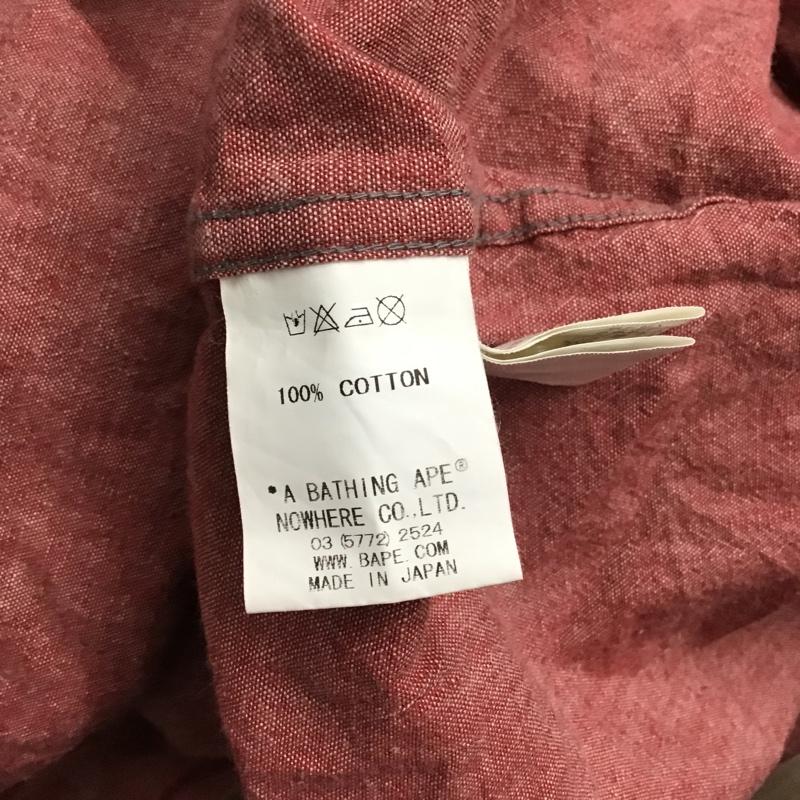 100% COTTON
*A BATHING APE®
NOWHERE CO.,LTD.
03 (5772) 2524
WWW. BAPE. COM
MADE IN JAPAN